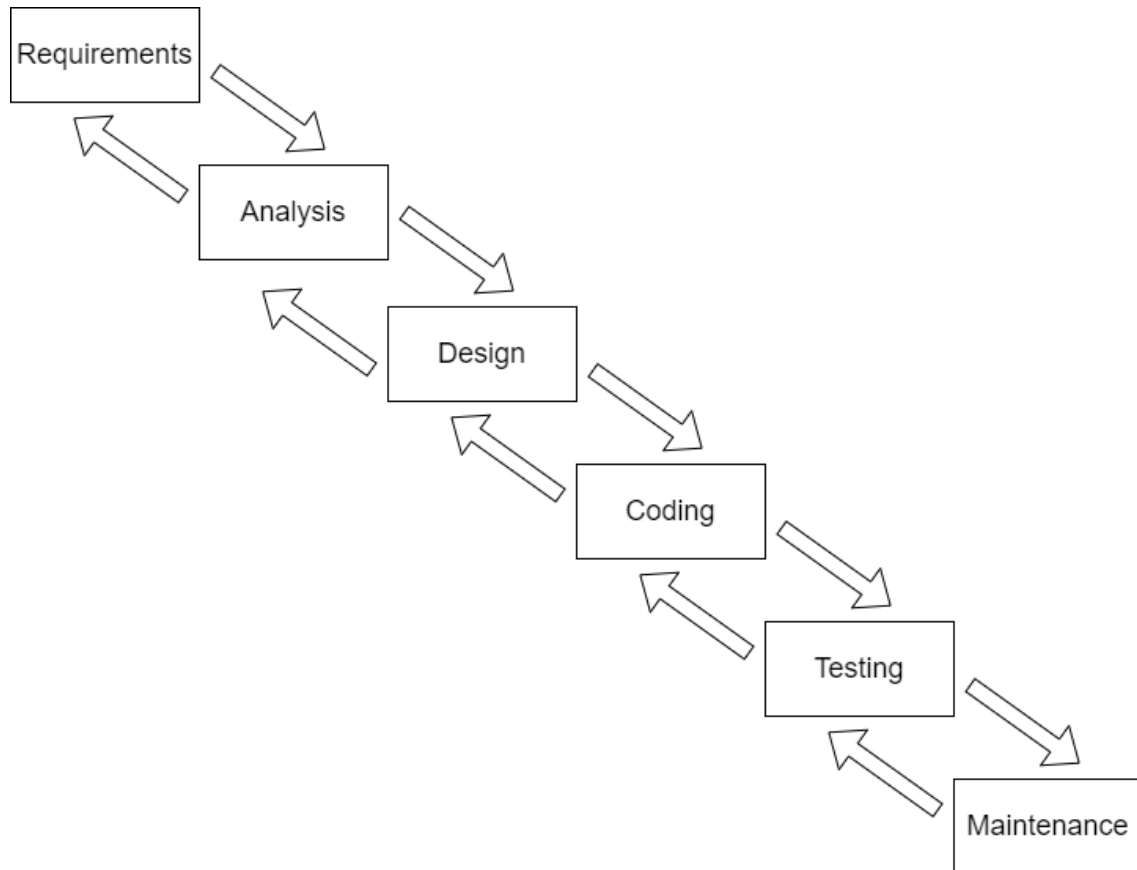 Requirements
Analysis
Design
Coding
Testing
Maintenance